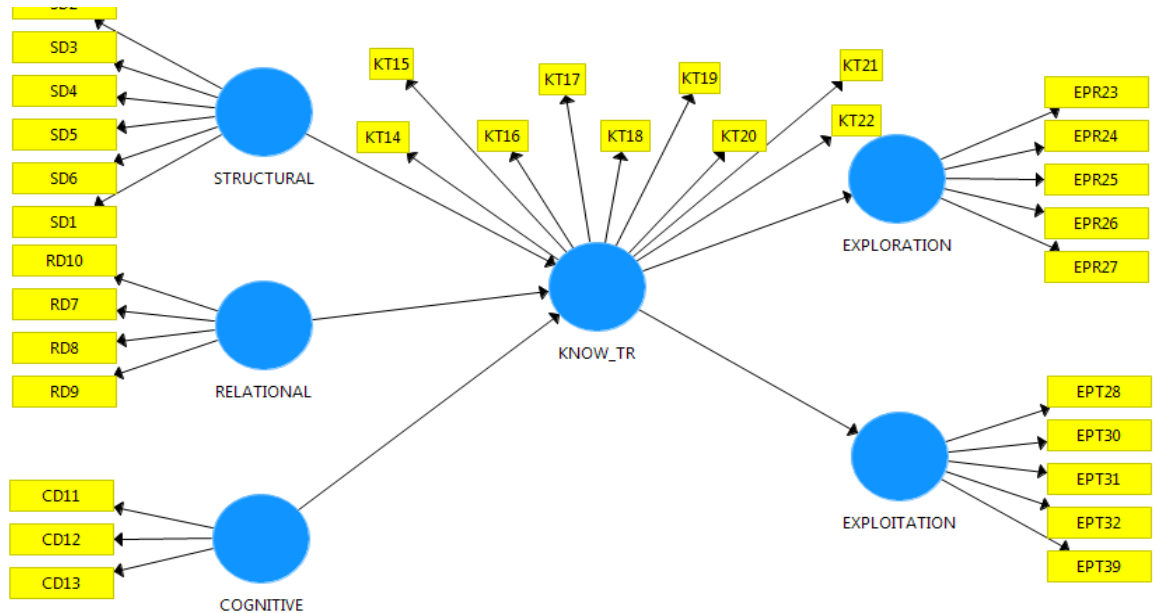 SD3
SD4
SD5
SD6
SD1
STRUCTURAL
RD10
RD7
RD8
RD9
RELATIONAL
CD11
CD12
CD13
COGNITIVE
KT15
KT17
KT19
KT21
KT14
KT16
KT18
KT20
KT22
KNOW_TR
EPR23
EPR24
EPR25
EPR26
EPR27
EXPLORATION
EPT28
EPT30
EPT31
EPT32
EPT39
EXPLOITATION